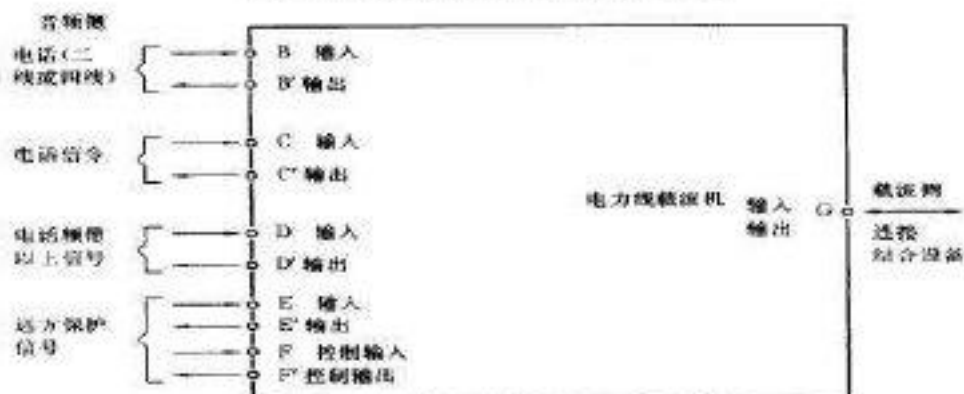 音频侧
电话(二
线或四线)
B 输入
B' 输出
电话信令
C 输入
C' 输出
电话频带
以上信号
D 输入
D' 输出
远方保护
信号
E 输入
E' 输出
F 控制输入
F' 控制输出
电力线载波机
输入
输出
G
载波侧
连接
结合设备